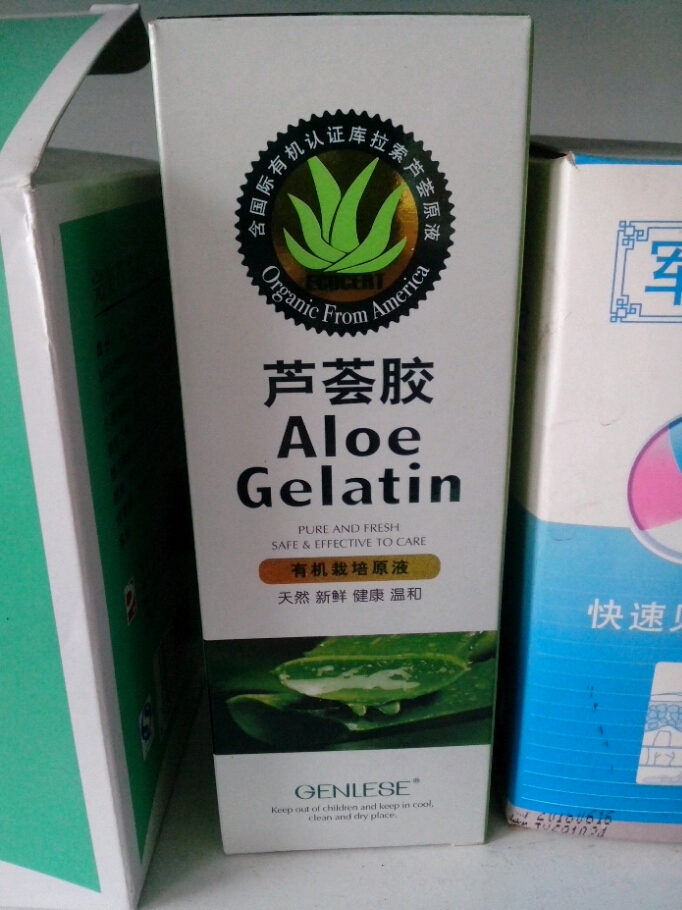 含国际有机认证库拉索芦荟原液
ECOCERT
Organic From America
芦荟胶
Aloe
Gelatin
PURE AND FRESH
SAFE & EFFECTIVE TO CARE
有机栽培原液
天然 新鲜 健康 温和
GENLESE®
Keep out of children and keep in cool,
clean and dry place.
快速
20160616